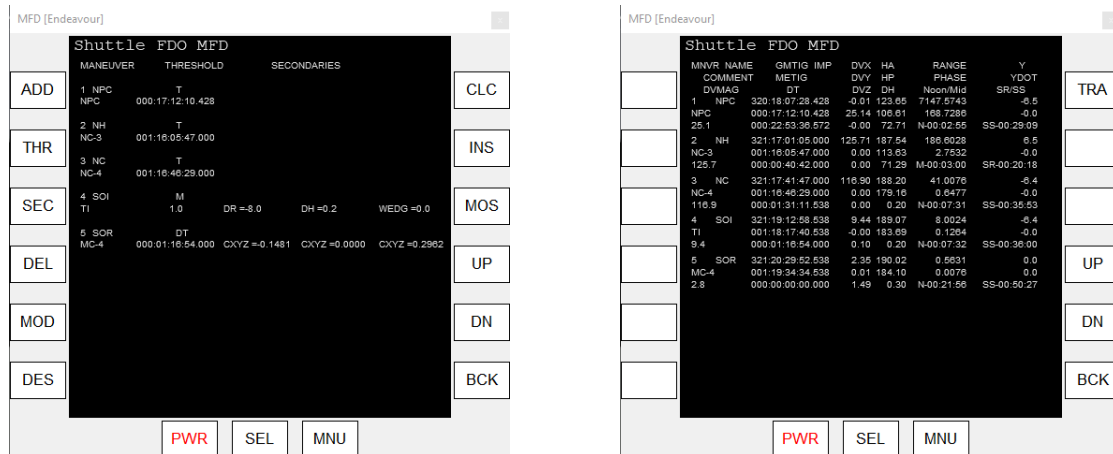 MFD [Endeavour]
x
Shuttle FDO MFD
MANEUVER THRESHOLD SECONDARIES
1 NPC T
NPC 000:17:12:10.428
2 NH T
NC-3 001:16:05:47.000
3 NC T
NC-4 001:16:46:29.000
4 SOI M
TI 1.0 DR =-8.0 DH =0.2 WEDG =0.0
5 SOR DT
MC-4 000:01:16:54.000 CXYZ =-0.1481 CXYZ =0.0000 CXYZ =0.2962
ADD
THR
SEC
DEL
MOD
DES
CLC
INS
MOS
UP
DN
BCK
PWR SEL MNU
MFD [Endeavour]
x
Shuttle FDO MFD
MNVR NAME GMTIG IMP DVX HA RANGE Y
COMMENT METIG DVY HP PHASE YDOT
DVMAG DT DVZ DH Noon/Mid SR/SS
1 NPC 320:18:07:28.428 -0.01 123.65 7147.5743 -6.5
NPC 000:17:12:10.428 25.14 106.61 168.7286 -0.0
25.1 000:22:53:36.572 -0.00 72.71 N-00:02:55 SS-00:29:09
2 NH 321:17:01:05.000 125.71 187.54 186.6028 6.5
NC-3 001:16:05:47.000 0.00 113.63 2.7532 -0.0
125.7 000:00:40:42.000 0.00 71.29 M-00:03:00 SR-00:20:18
3 NC 321:17:41:47.000 116.90 188.20 41.0076 -6.4
NC-4 001:16:46:29.000 0.00 179.16 0.6477 -0.0
116.9 000:01:31:11.538 0.00 0.20 N-00:07:31 SS-00:35:53
4 SOI 321:19:12:58.538 9.44 189.07 8.0024 -6.4
TI 001:18:17:40.538 -0.00 183.69 0.1264 -0.0
9.4 000:01:16:54.000 0.10 0.20 N-00:07:32 SS-00:36:00
5 SOR 321:20:29:52.538 2.35 190.02 0.5631 0.0
MC-4 001:19:34:34.538 0.01 184.10 0.0076 0.0
2.8 000:00:00:00.000 1.49 0.30 N-00:21:56 SS-00:50:27
TRA
UP
DN
BCK
PWR SEL MNU